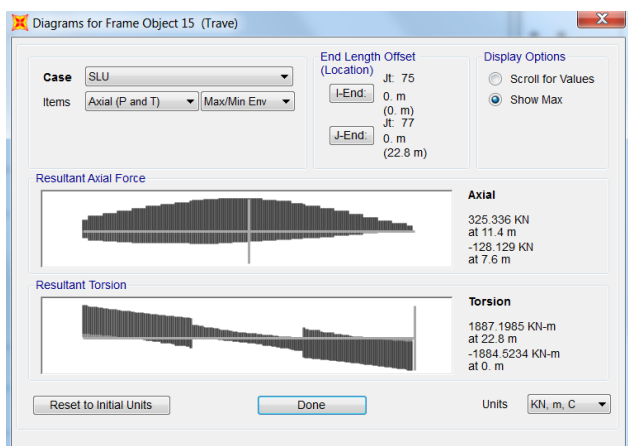 Diagrams for Frame Object 15 (Trave)
X
Case SLU
Items Axial (P and T) Max/Min Env
End Length Offset
(Location)
Jt: 75
I-End: 0. m
(0. m)
Jt: 77
J-End: 0. m
(22.8 m)
Display Options
Scroll for Values
Show Max
Resultant Axial Force
Axial
325.336 KN
at 11.4 m
-128.129 KN
at 7.6 m
Resultant Torsion
Torsion
1887.1985 KN-m
at 22.8 m
-1884.5234 KN-m
at 0. m
Reset to Initial Units Done Units KN, m, C